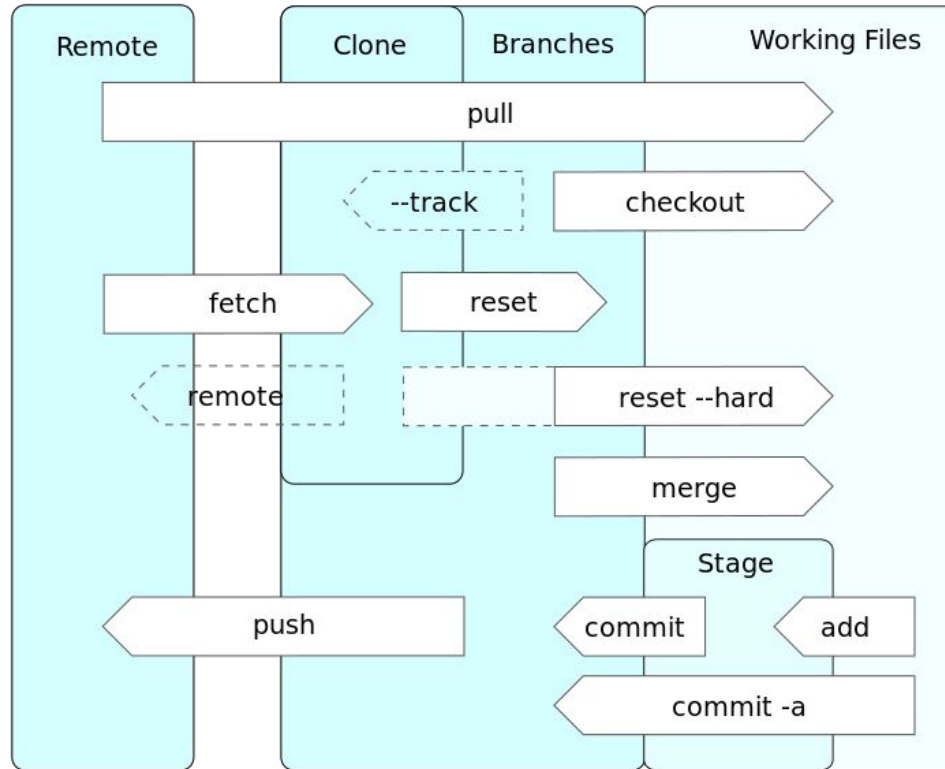 Remote
Clone
Branches
Working Files
pull
--track
checkout
fetch
reset
remote
reset --hard
merge
Stage
push
commit
add
commit -a